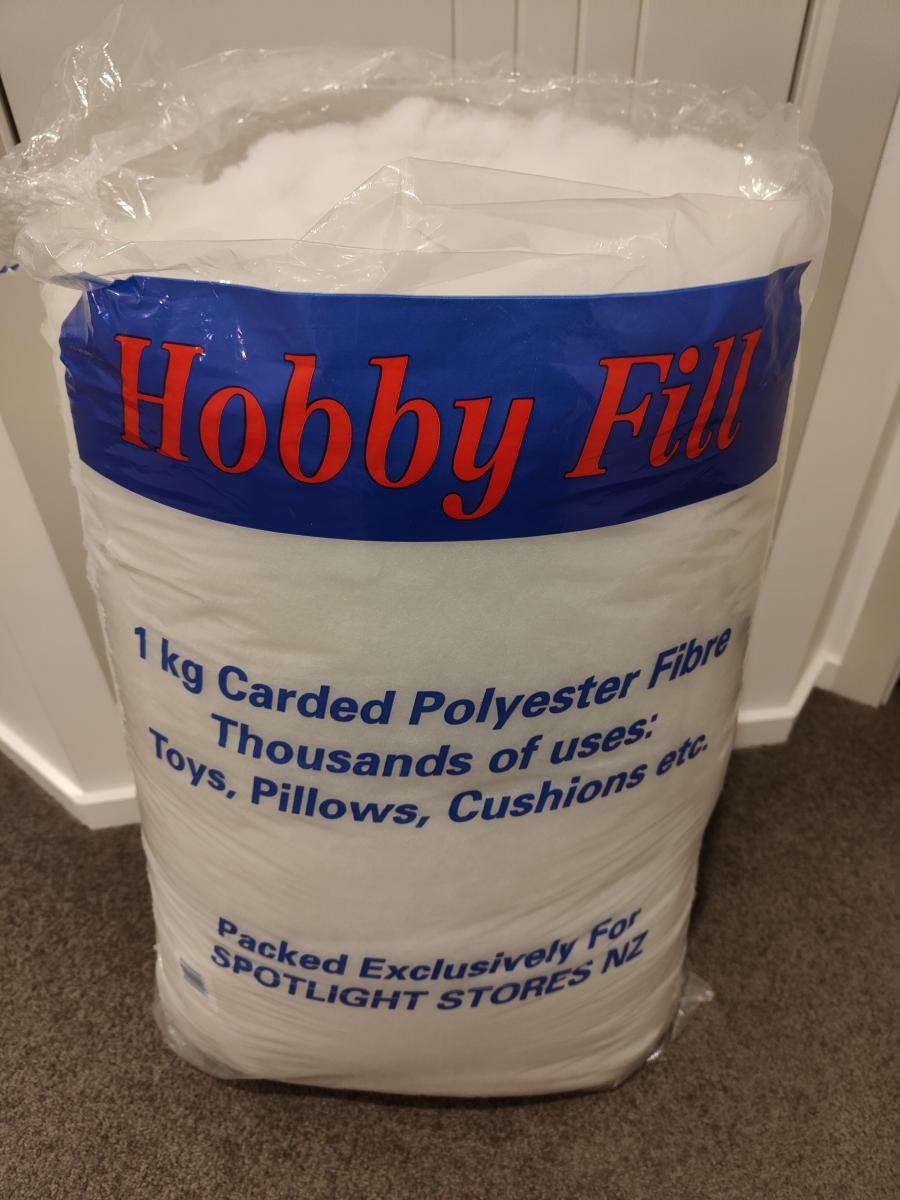 Hobby Fill
1 kg Carded Polyester Fibre
Thousands of uses:
Toys, Pillows, Cushions etc.
Packed Exclusively For
SPOTLIGHT STORES NZ